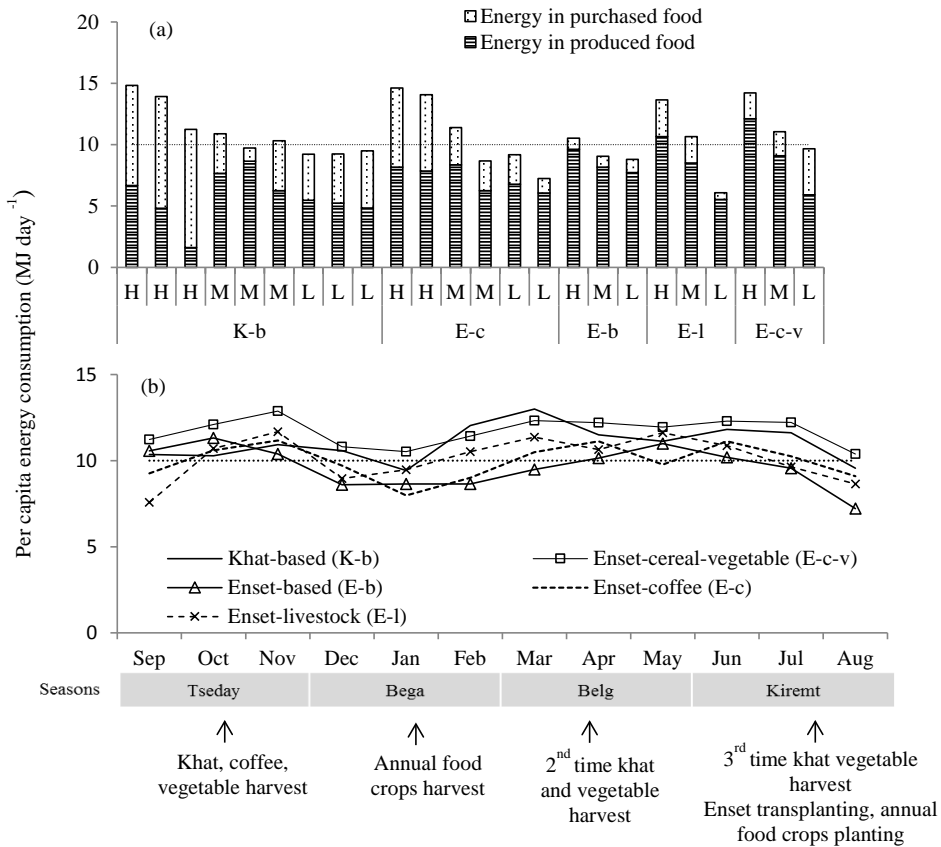 Per capita energy consumption (MJ day -1)
(a)
Energy in purchased food
Energy in produced food
20
15
10
5
0
H H H M M M L L L H H M M L L H M L H M L H M L
K-b E-c E-b E-l E-c-v
(b)
15
10
5
0
Khat-based (K-b)
Enset-based (E-b)
Enset-livestock (E-l)
Enset-cereal-vegetable (E-c-v)
Enset-coffee (E-c)
Sep Oct Nov Dec Jan Feb Mar Apr May Jun Jul Aug
Seasons Tseday Bega Belg Kiremt
Khat, coffee,
vegetable harvest
Annual food
crops harvest
2nd time khat
and vegetable
harvest
3rd time khat vegetable
harvest
Enset transplanting, annual
food crops planting